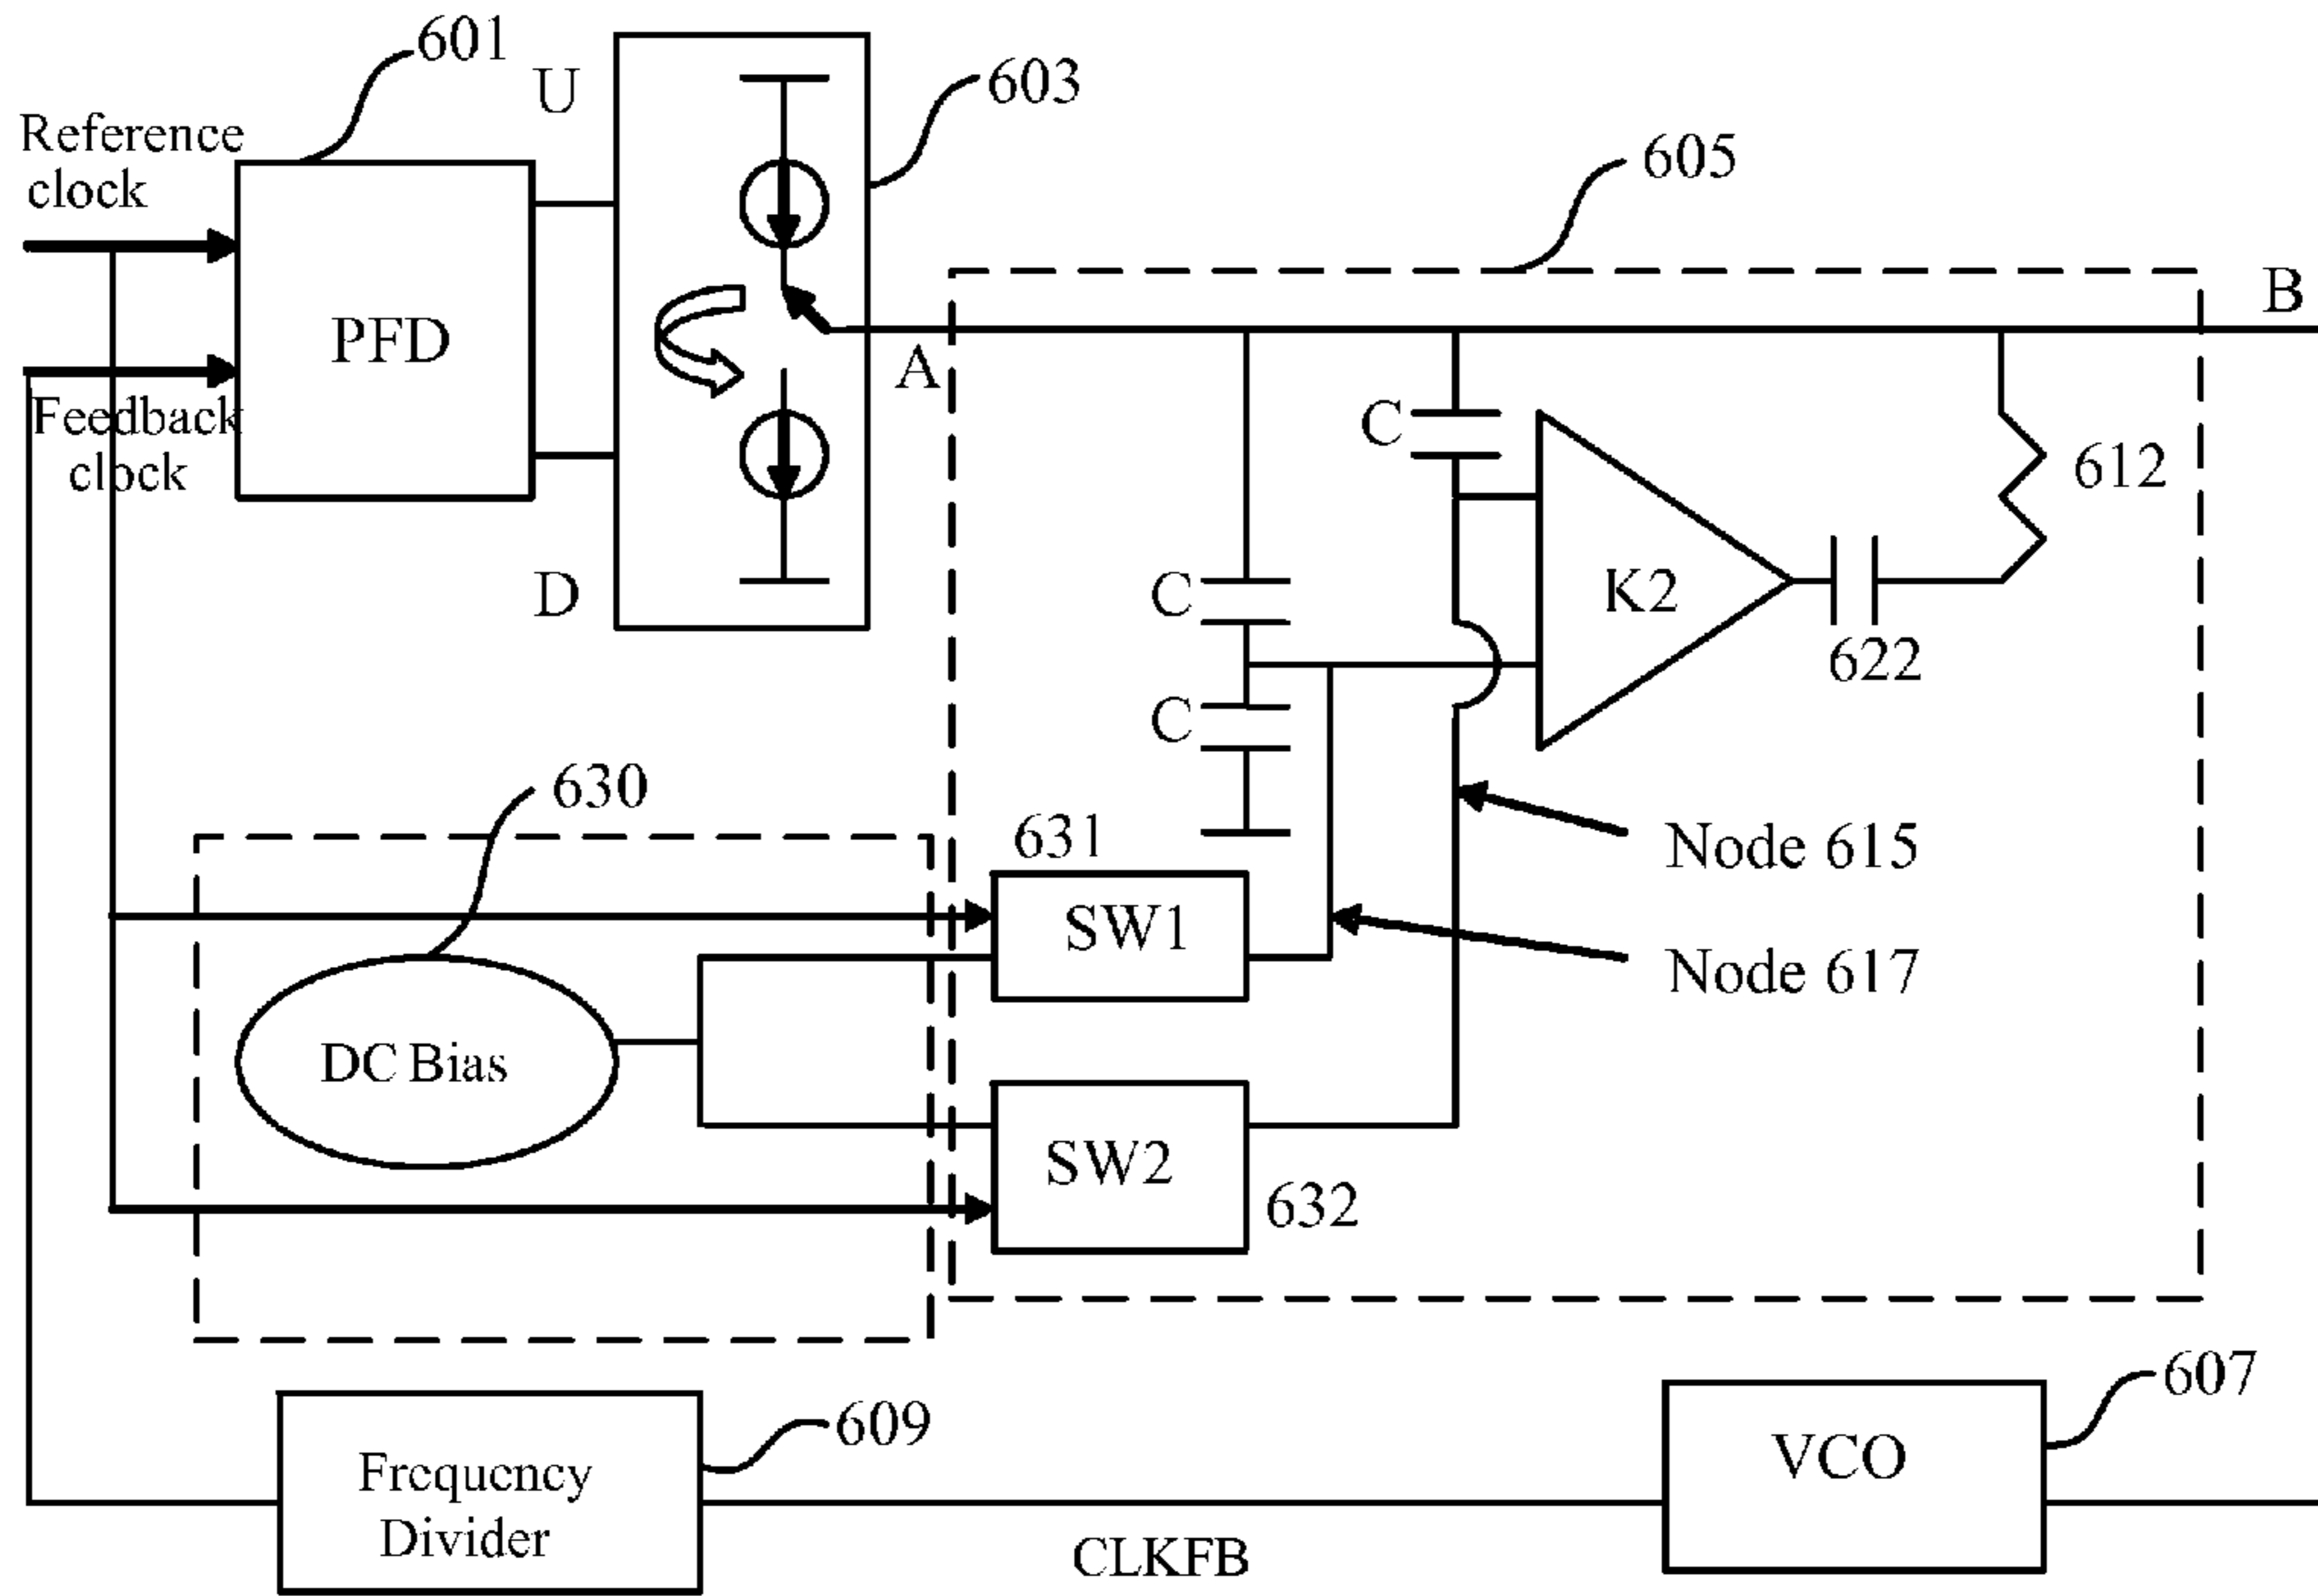 601
U
603
Reference
clock
605
B
PFD
A
Feedback
clock
C
612
D
C
K2
622
C
630
631
Node 615
SW1
Node 617
DC Bias
SW2
632
607
609
VCO
Frequency
Divider
CLKFB